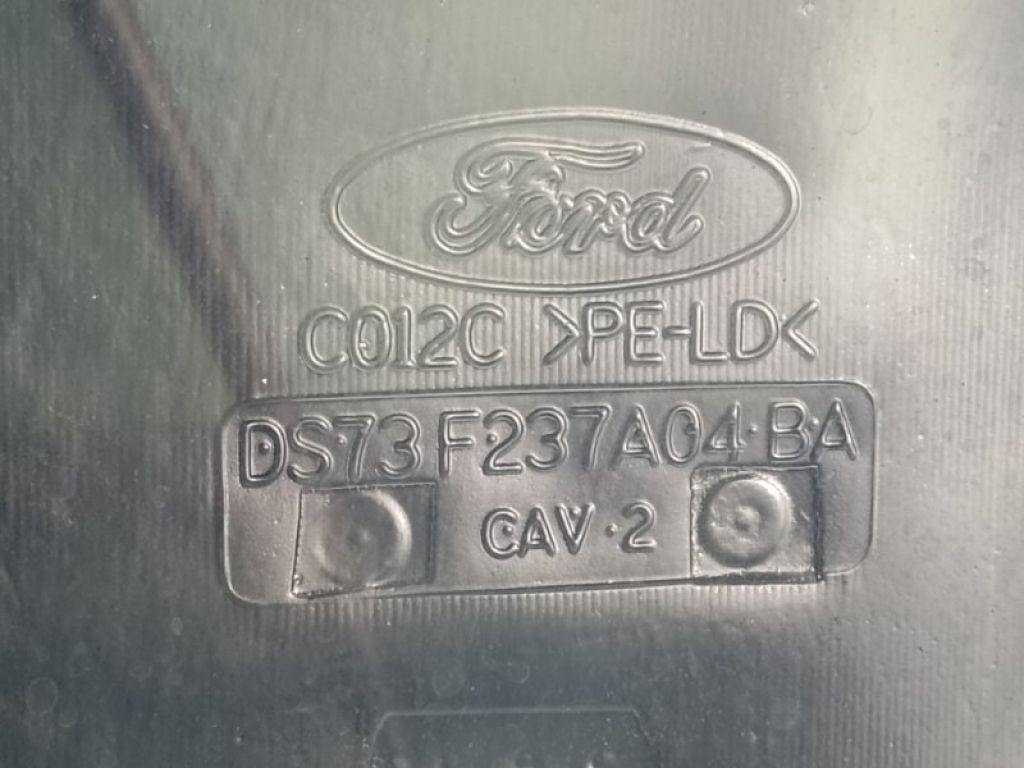 Ford
C012C >PE-LD<
DS73 F237A04 BA
CAV·2